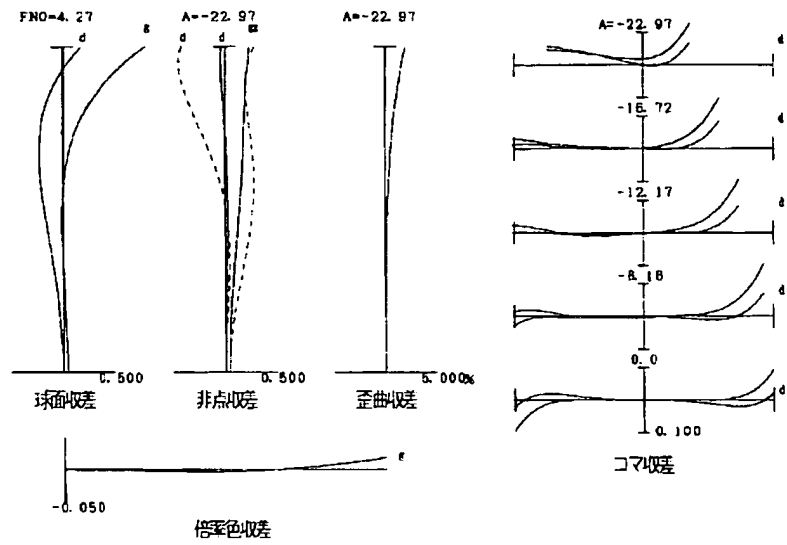 FNO=4.27
d
g
0.500
球面収差
A=-22.97
d
d
g
0.500
非点収差
A=-22.97
5.000%
歪曲収差
A=-22.97
d
-16.72
d
-12.17
d
d
0.0
d
0.100
コマ収差
g
-0.050
倍率色収差